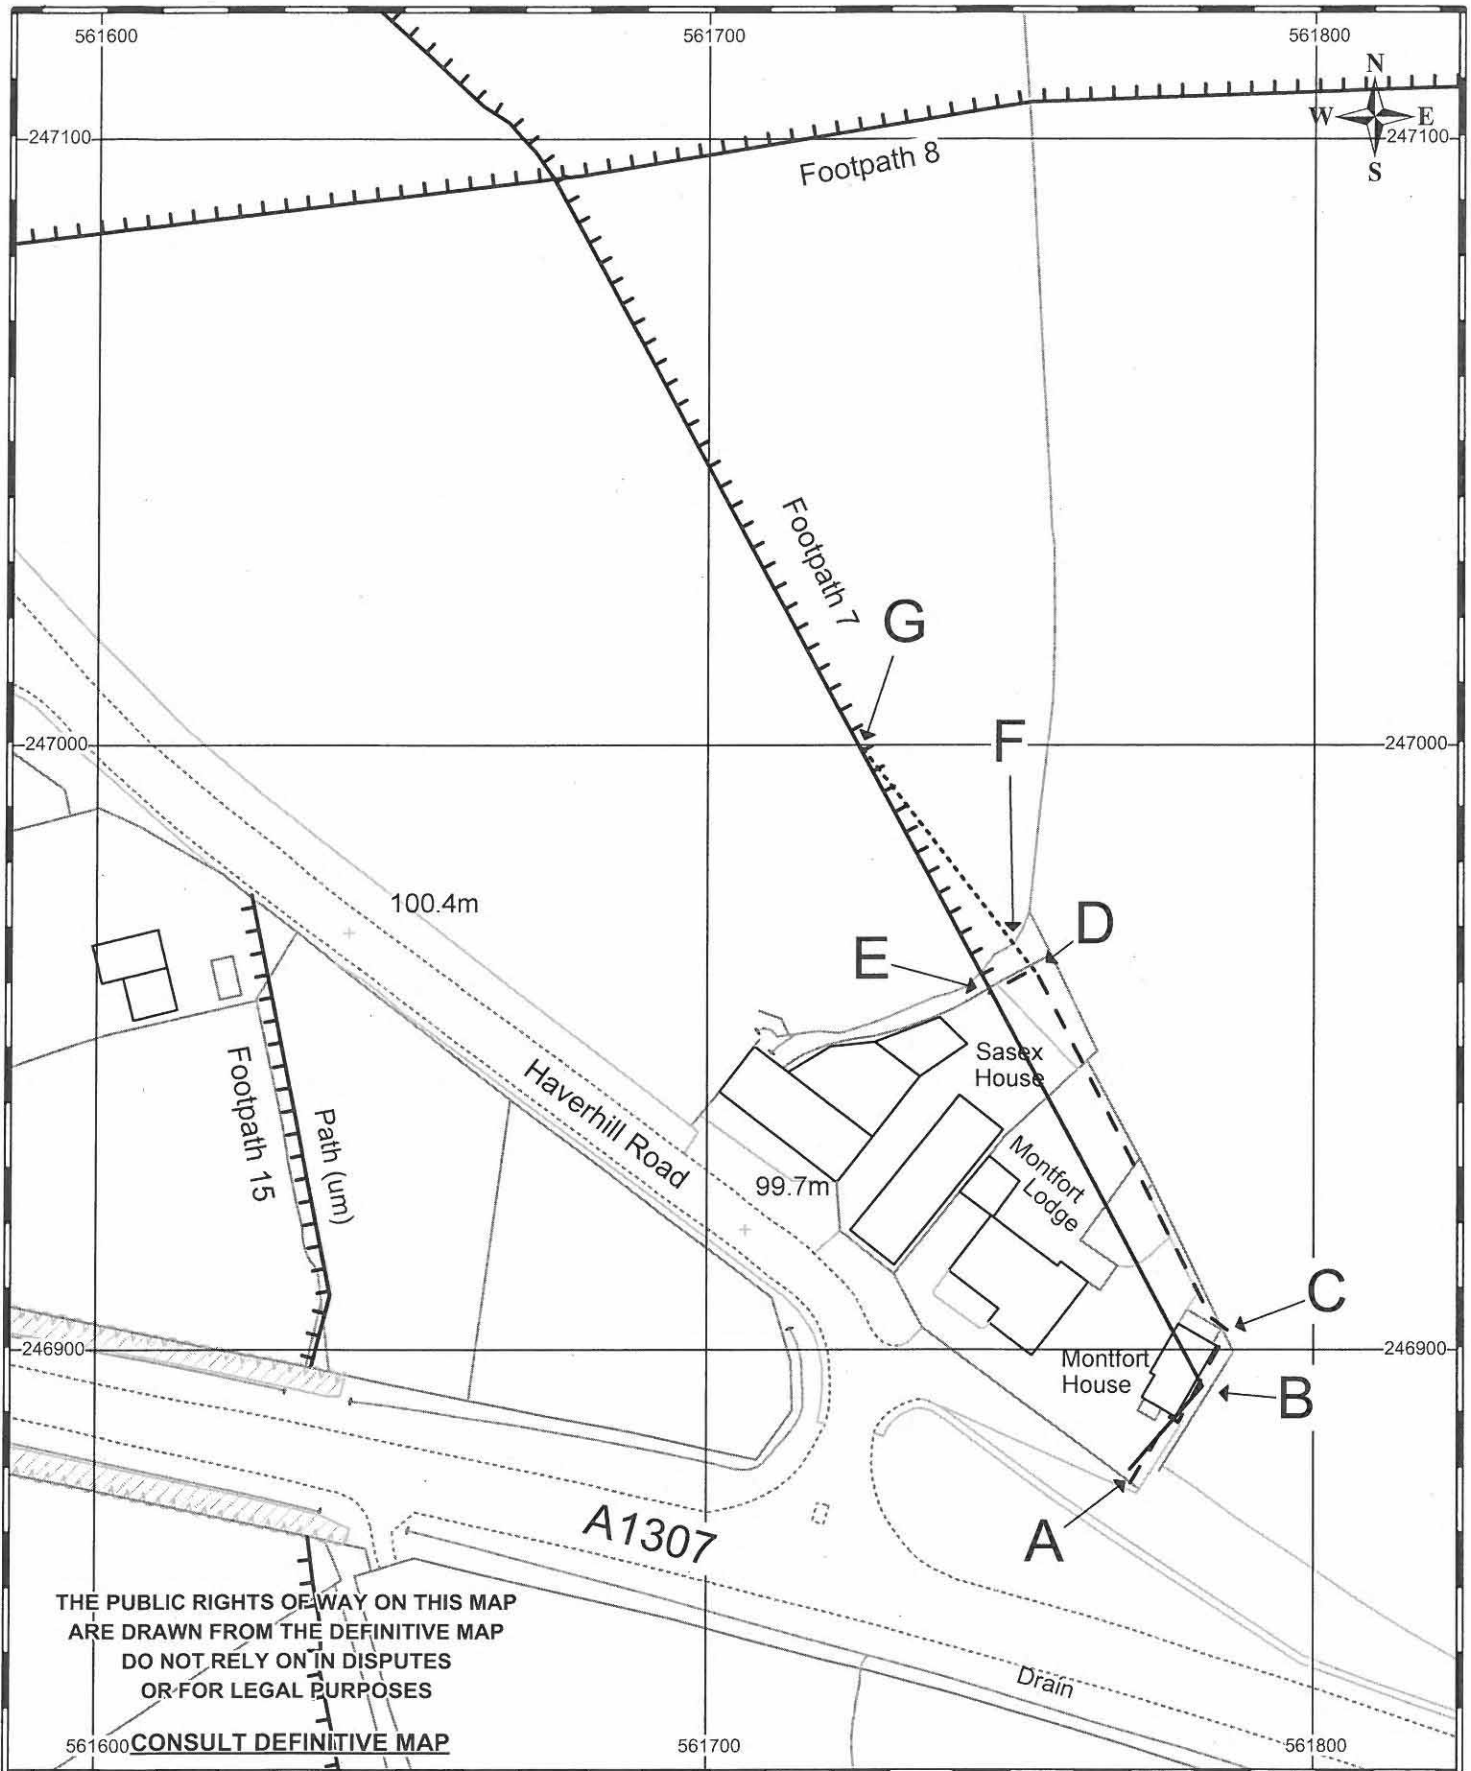 561600
561700
561800
N
W
E
S
247100
247100
Footpath 8
Footpath 7
G
F
247000
247000
100.4m
D
E
Sasex
House
Haverhill Road
Footpath 15
Path (um)
Montfort
Lodge
99.7m
C
246900
246900
Montfort
House
B
A
A1307
THE PUBLIC RIGHTS OF WAY ON THIS MAP
ARE DRAWN FROM THE DEFINITIVE MAP
DO NOT RELY ON IN DISPUTES
OR FOR LEGAL PURPOSES
CONSULT DEFINITIVE MAP
Drain
561600
561700
561800